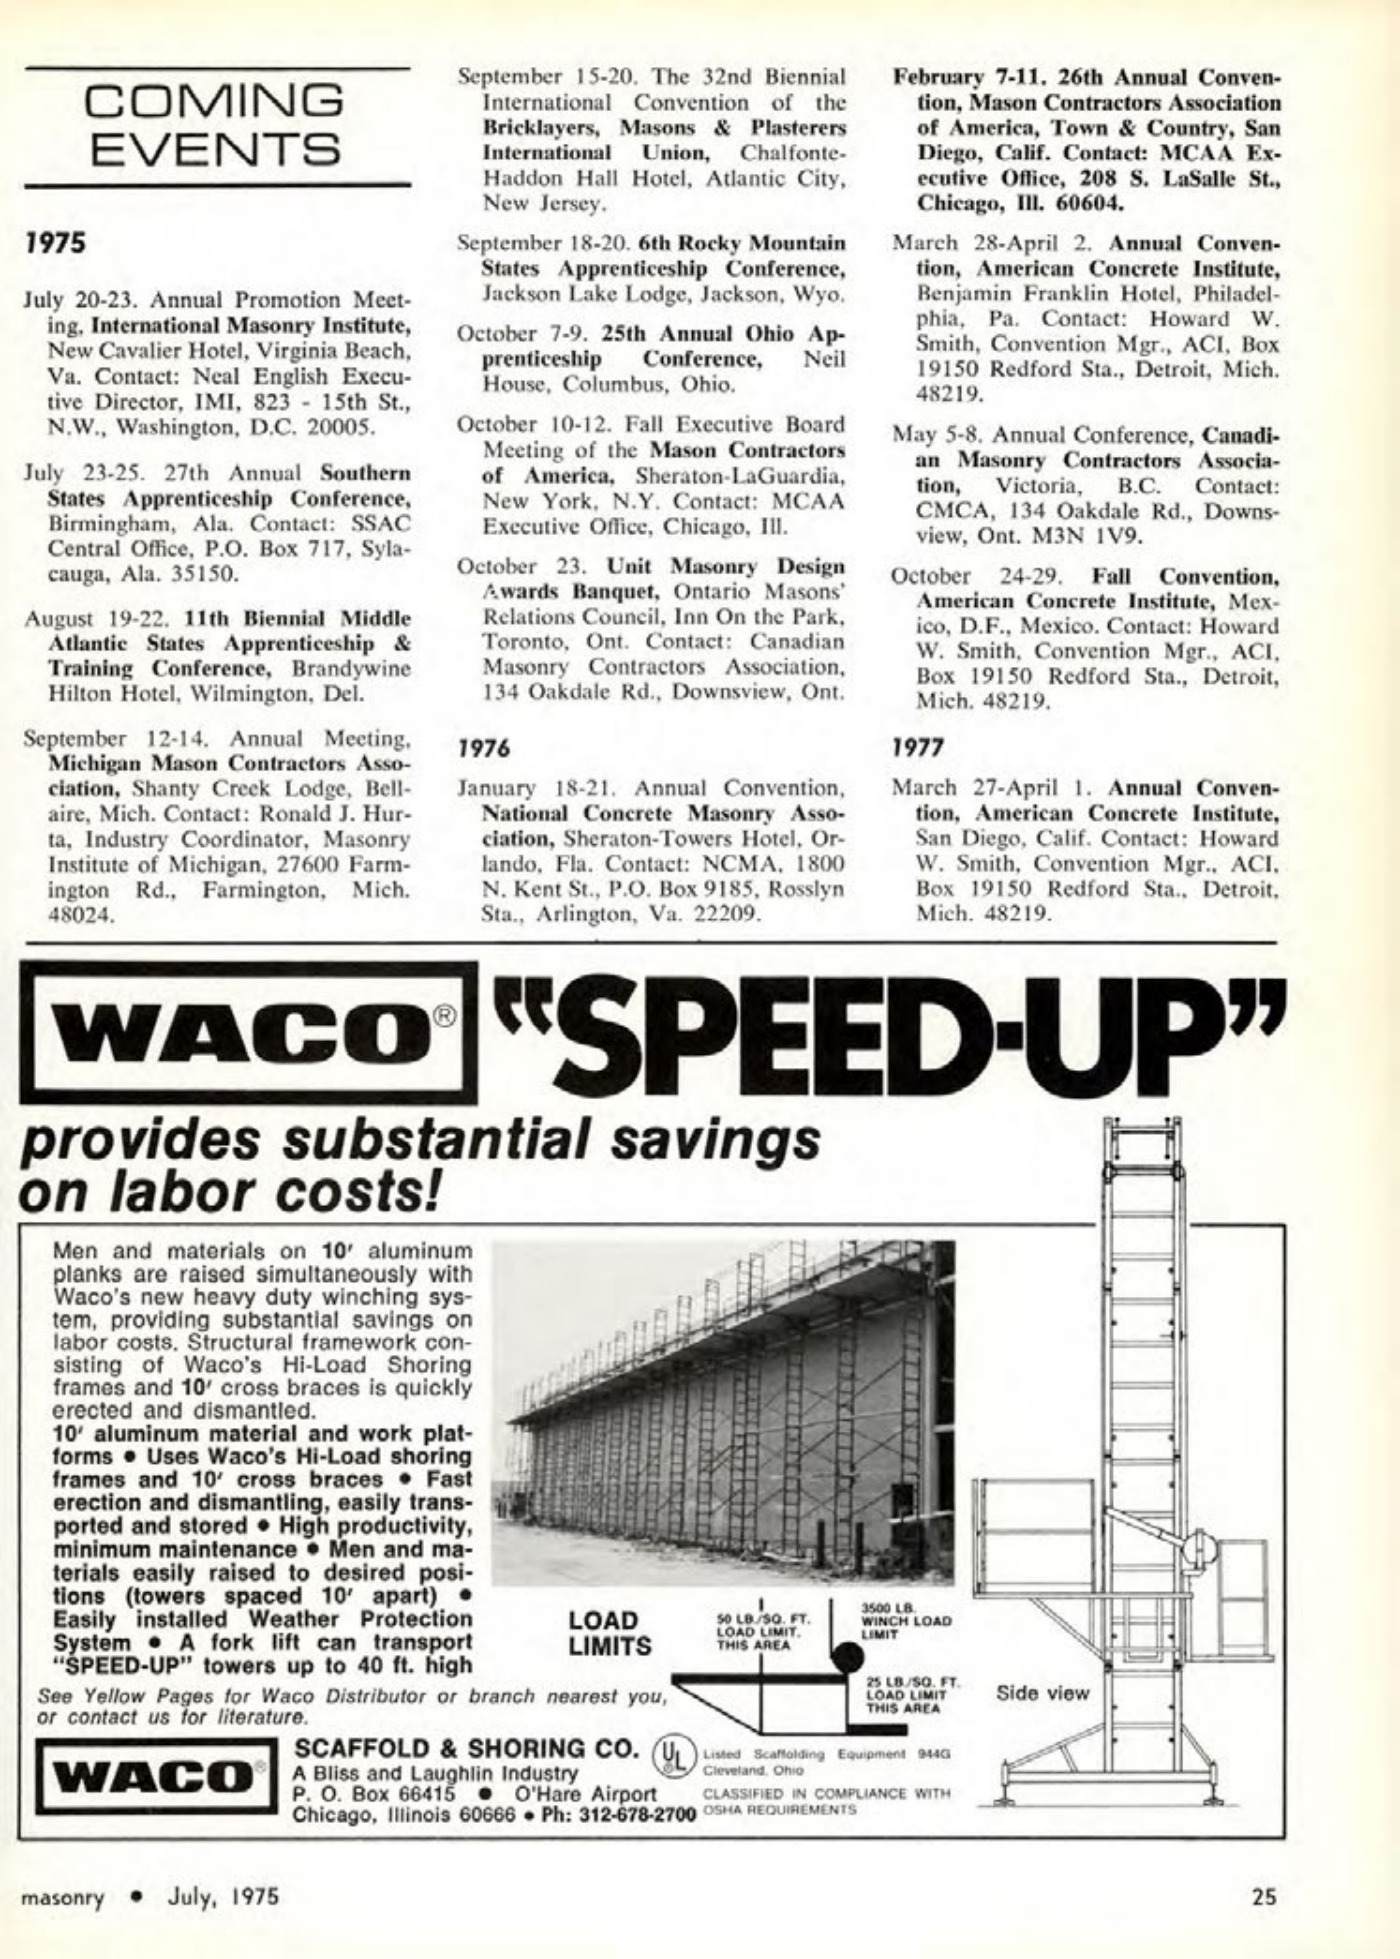 COMING
EVENTS
1975
July 20-23. Annual Promotion Meet-
ing, International Masonry Institute,
New Cavalier Hotel, Virginia Beach,
Va. Contact: Neal English Execu-
tive Director, IMI, 823 - 15th St.,
N.W., Washington, D.C. 20005.
July 23-25. 27th Annual Southern
States Apprenticeship Conference,
Birmingham, Ala. Contact: SSAC
Central Office, P.O. Box 717, Syla-
cauga, Ala. 35150.
August 19-22. 11th Biennial Middle
Atlantic States Apprenticeship &
Training Conference, Brandywine
Hilton Hotel, Wilmington, Del.
September 12-14. Annual Meeting,
Michigan Mason Contractors Asso-
ciation, Shanty Creek Lodge, Bell-
aire, Mich. Contact: Ronald J. Hur-
ta, Industry Coordinator, Masonry
Institute of Michigan, 27600 Farm-
ington Rd., Farmington, Mich.
48024.
September 15-20. The 32nd Biennial
International Convention of the
Bricklayers, Masons & Plasterers
International Union, Chalfonte-
Haddon Hall Hotel, Atlantic City,
New Jersey.
September 18-20. 6th Rocky Mountain
States Apprenticeship Conference,
Jackson Lake Lodge, Jackson, Wyo.
October 7-9. 25th Annual Ohio Ap-
prenticeship Conference, Neil
House, Columbus, Ohio.
October 10-12. Fall Executive Board
Meeting of the Mason Contractors
of America, Sheraton-LaGuardia,
New York, N.Y. Contact: MCAA
Executive Office, Chicago, Ill.
October 23. Unit Masonry Design
Awards Banquet, Ontario Masons'
Relations Council, Inn On the Park,
Toronto, Ont. Contact: Canadian
Masonry Contractors Association,
134 Oakdale Rd., Downsview, Ont.
1976
January 18-21. Annual Convention,
National Concrete Masonry Asso-
ciation, Sheraton-Towers Hotel, Or-
lando, Fla. Contact: NCMA, 1800
N. Kent St., P.O. Box 9185, Rosslyn
Sta., Arlington, Va. 22209.
February 7-11. 26th Annual Conven-
tion, Mason Contractors Association
of America, Town & Country, San
Diego, Calif. Contact: MCAA Ex-
ecutive Office, 208 S. LaSalle St.,
Chicago, Ill. 60604.
March 28-April 2. Annual Conven-
tion, American Concrete Institute,
Benjamin Franklin Hotel, Philadel-
phia, Pa. Contact: Howard W.
Smith, Convention Mgr., ACI, Box
19150 Redford Sta., Detroit, Mich.
48219.
May 5-8. Annual Conference, Canadi-
an Masonry Contractors Associa-
tion, Victoria, B.C. Contact:
CMCA, 134 Oakdale Rd., Downs-
view, Ont. M3N 1V9.
October 24-29. Fall Convention,
American Concrete Institute, Mex-
ico, D.F., Mexico. Contact: Howard
W. Smith, Convention Mgr., ACI,
Box 19150 Redford Sta., Detroit,
Mich. 48219.
1977
March 27-April 1. Annual Conven-
tion, American Concrete Institute,
San Diego, Calif. Contact: Howard
W. Smith, Convention Mgr., ACI,
Box 19150 Redford Sta., Detroit,
Mich. 48219.
WACO® "SPEED-UP"
provides substantial savings
on labor costs!
Men and materials on 10' aluminum
planks are raised simultaneously with
Waco's new heavy duty winching sys-
tem, providing substantial savings on
labor costs. Structural framework con-
sisting of Waco's Hi-Load Shoring
frames and 10' cross braces is quickly
erected and dismantled.
10' aluminum material and work plat-
forms ● Uses Waco's Hi-Load shoring
frames and 10' cross braces ● Fast
erection and dismantling, easily trans-
ported and stored ● High productivity,
minimum maintenance ● Men and ma-
terials easily raised to desired posi-
tions (towers spaced 10' apart) ●
Easily installed Weather Protection
System ● A fork lift can transport
"SPEED-UP" towers up to 40 ft. high
See Yellow Pages for Waco Distributor or branch nearest you,
or contact us for literature.
LOAD
LIMITS
50 LB./SQ. FT.
LOAD LIMIT.
THIS AREA
3500 LB.
WINCH LOAD
LIMIT
25 LB./SQ. FT.
LOAD LIMIT
THIS AREA
Side view
WACO®
SCAFFOLD & SHORING CO.
A Bliss and Laughlin Industry
P. O. Box 66415 ● O'Hare Airport
Chicago, Illinois 60666 ● Ph: 312-678-2700
UL
Listed Scaffolding Equipment 944G
Cleveland, Ohio
CLASSIFIED IN COMPLIANCE WITH
OSHA REQUIREMENTS
masonry ● July, 1975
25